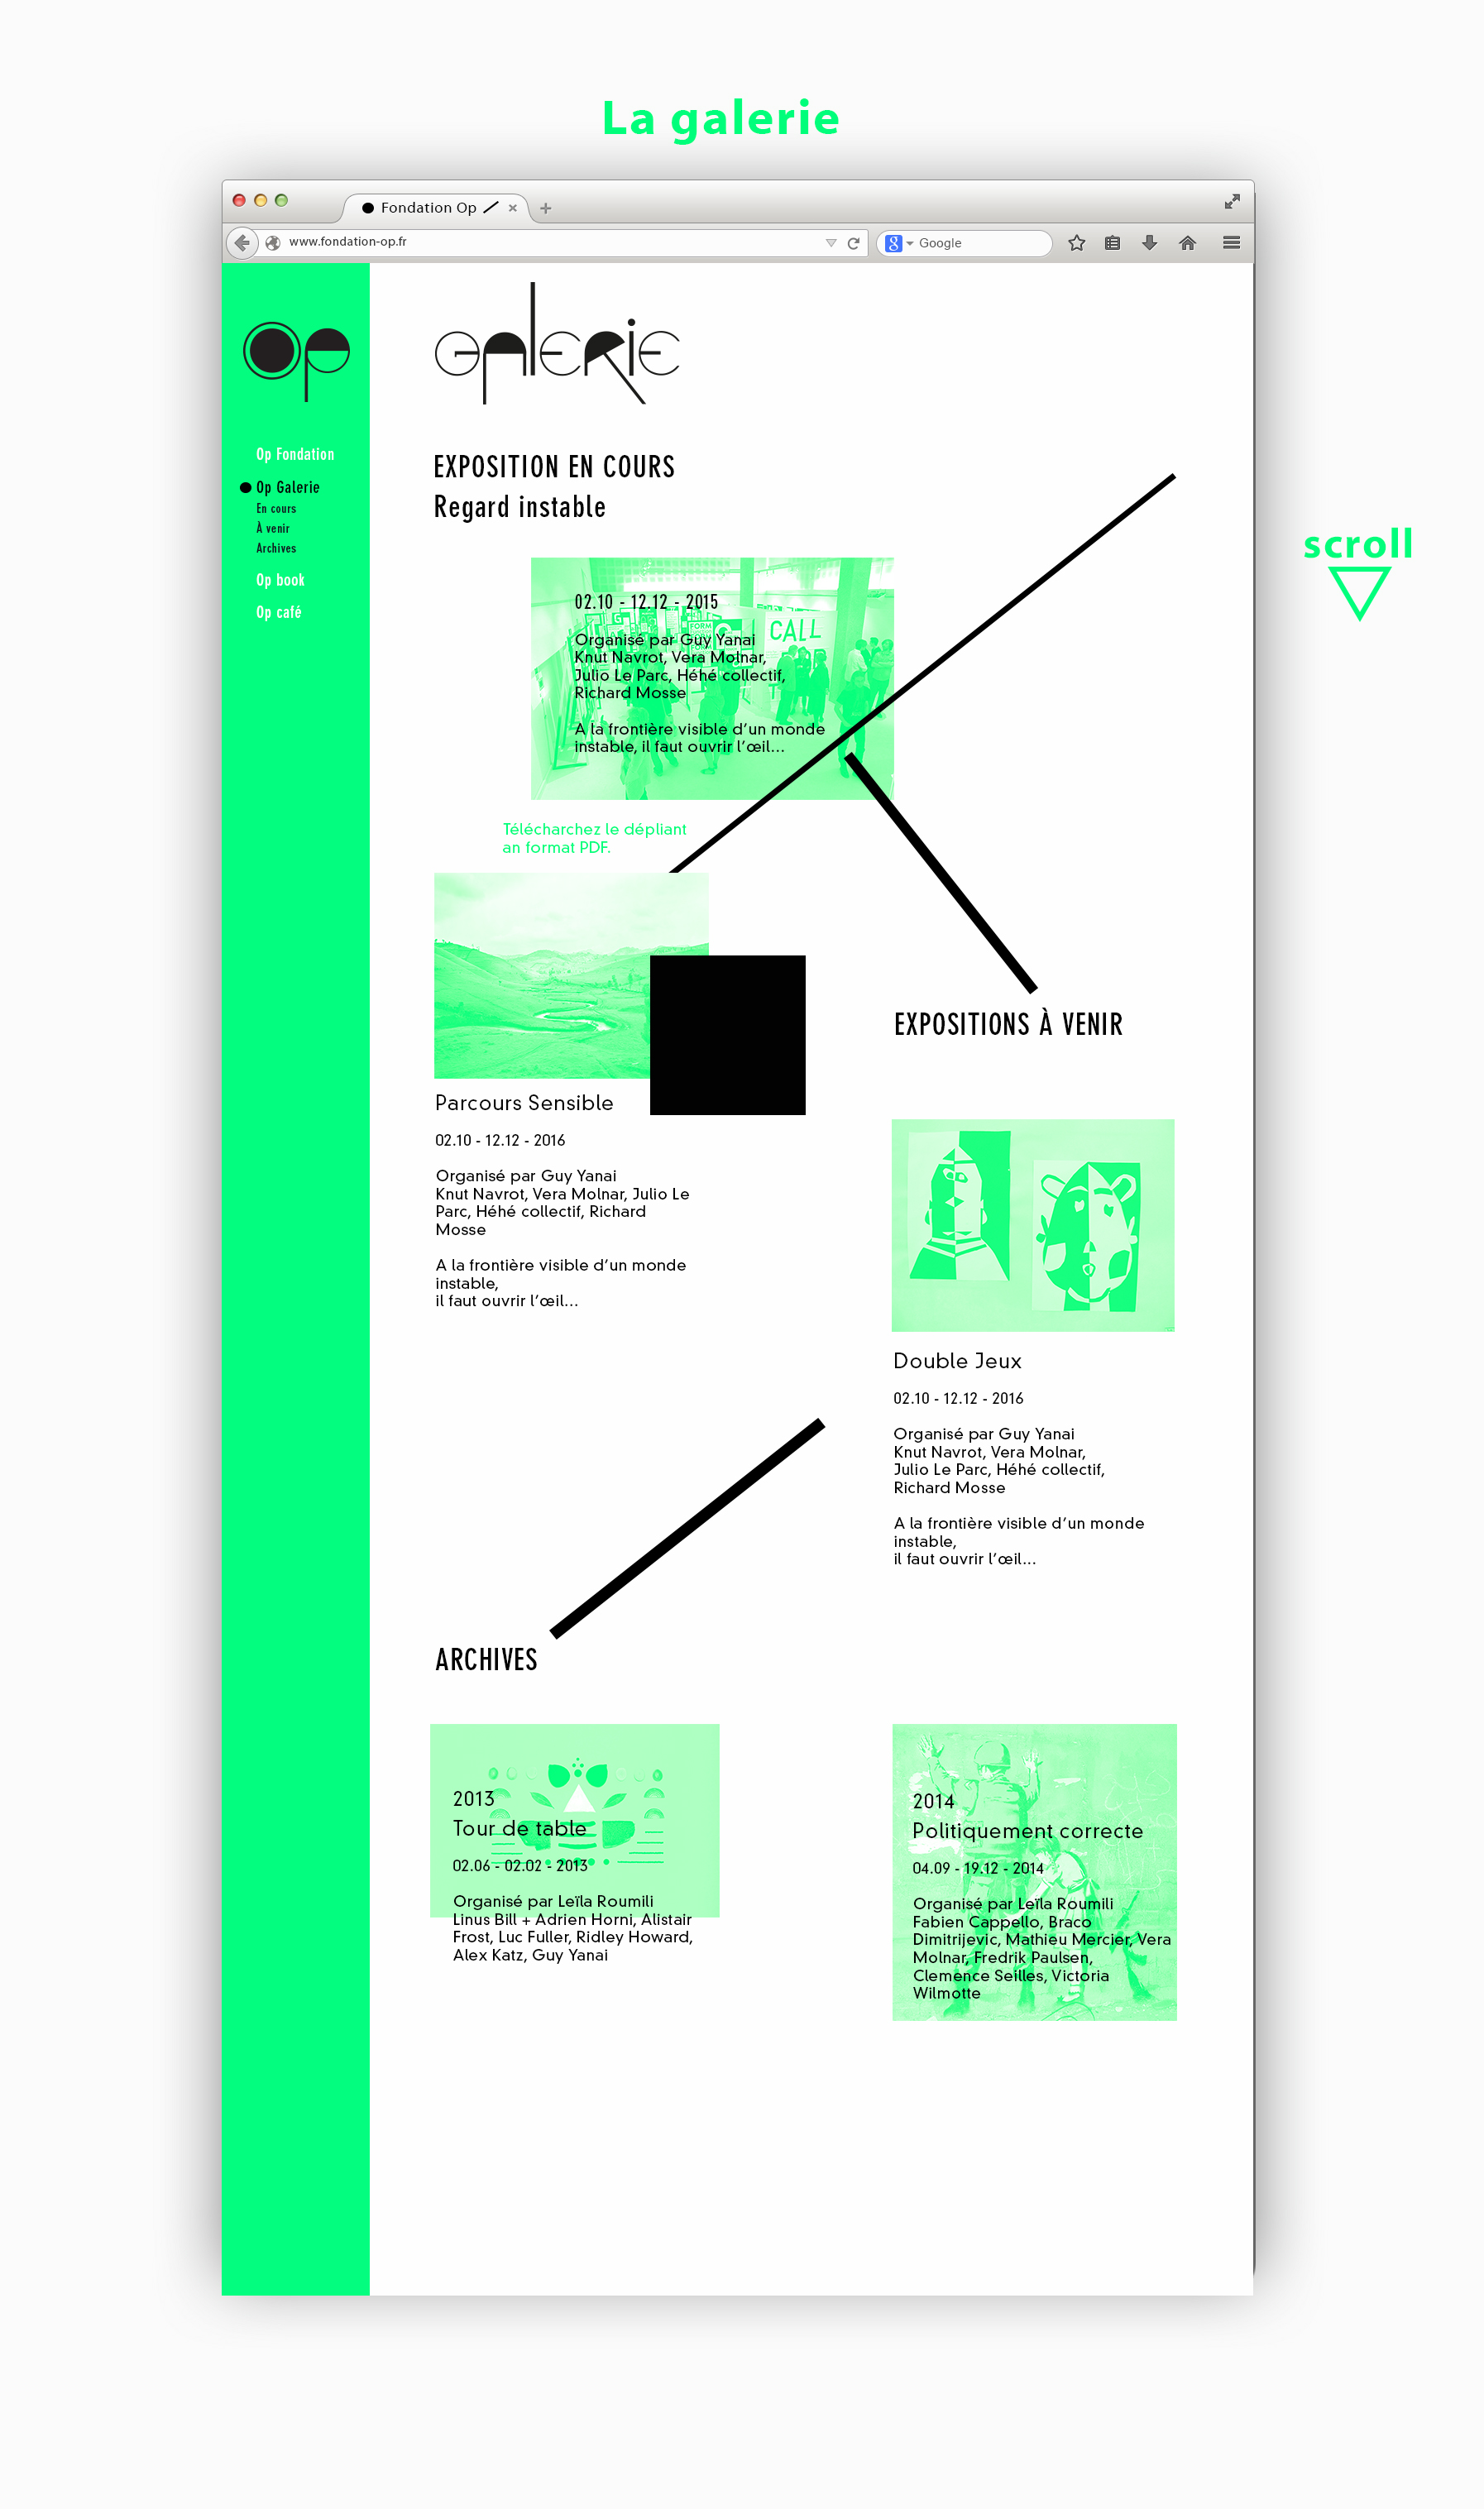 La galerie
Fondation Op
www.fondation-op.fr
Google
Op
GALERIE
Op Fondation
Op Galerie
En cours
À venir
Archives
Op book
Op café
scroll
EXPOSITION EN COURS
Regard instable
CALL
02.10 - 12.12 - 2015
Organisé par Guy Yanai
Knut Navrot, Vera Molnar,
Julio Le Parc, Héhé collectif,
Richard Mosse
A la frontière visible d’un monde
instable, il faut ouvrir l’œil...
Télécharchez le dépliant
an format PDF.
Parcours Sensible
02.10 - 12.12 - 2016
Organisé par Guy Yanai
Knut Navrot, Vera Molnar, Julio Le
Parc, Héhé collectif, Richard
Mosse
A la frontière visible d’un monde
instable,
il faut ouvrir l’œil...
EXPOSITIONS À VENIR
Double Jeux
02.10 - 12.12 - 2016
Organisé par Guy Yanai
Knut Navrot, Vera Molnar,
Julio Le Parc, Héhé collectif,
Richard Mosse
A la frontière visible d’un monde
instable,
il faut ouvrir l’œil...
ARCHIVES
2013
Tour de table
02.06 - 02.02 - 2013
Organisé par Leïla Roumili
Linus Bill + Adrien Horni, Alistair
Frost, Luc Fuller, Ridley Howard,
Alex Katz, Guy Yanai
2014
Politiquement correcte
04.09 - 19.12 - 2014
Organisé par Leïla Roumili
Fabien Cappello, Braco
Dimitrijevic, Mathieu Mercier, Vera
Molnar, Fredrik Paulsen,
Clemence Seilles, Victoria
Wilmotte